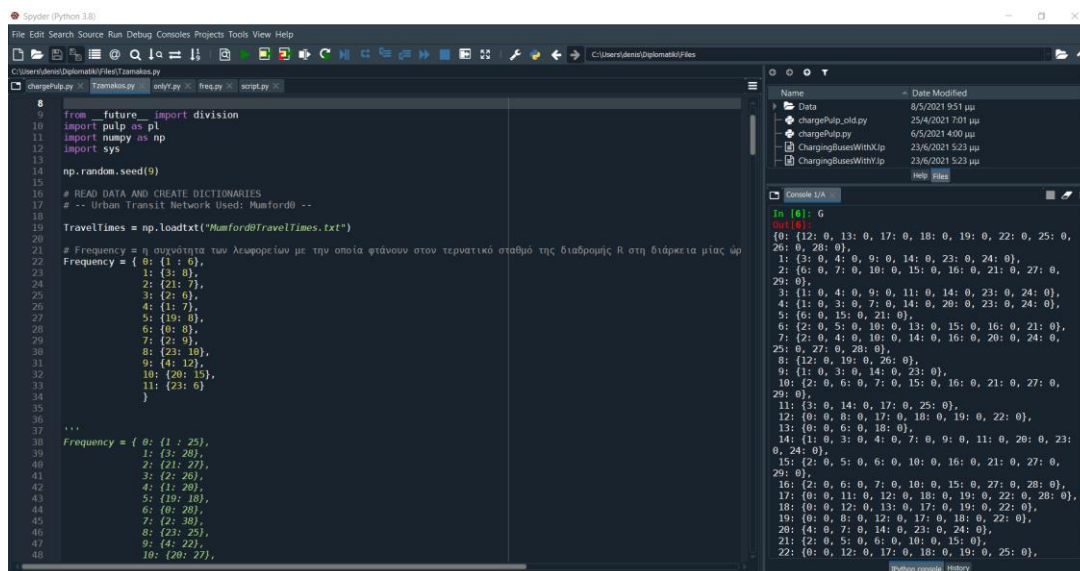 Spyder (Python 3.8)
File Edit Search Source Run Debug Consoles Projects Tools View Help
C:\Users\denis\Diplomatiki\Files
C:\Users\denis\Diplomatiki\Files\Tzamakos.py
chargePulp.py Tzamakos.py onlyY.py freq.py script.py
8
9 from __future__ import division
10 import pulp as pl
11 import numpy as np
12 import sys
13
14 np.random.seed(9)
15
16 # READ DATA AND CREATE DICTIONARIES
17 # -- Urban Transit Network Used: Mumford0 --
18
19 TravelTimes = np.loadtxt("Mumford0TravelTimes.txt")
20
21 # Frequency = η συχνότητα των λεωφορείων με την οποία φτάνουν στον τερνατικό σταθμό της διαδρομής R στη διάρκεια μίας ώρ
22 Frequency = { 0: {1 : 6},
23 1: {3: 8},
24 2: {21: 7},
25 3: {2: 6},
26 4: {1: 7},
27 5: {19: 8},
28 6: {0: 8},
29 7: {2: 9},
30 8: {23: 10},
31 9: {4: 12},
32 10: {20: 15},
33 11: {23: 6}
34 }
35
36
37 '''
38 Frequency = { 0: {1 : 25},
39 1: {3: 28},
40 2: {21: 27},
41 3: {2: 26},
42 4: {1: 20},
43 5: {19: 18},
44 6: {0: 28},
45 7: {2: 38},
46 8: {23: 25},
47 9: {4: 22},
48 10: {20: 27},
Name Date Modified
Data 8/5/2021 9:51 μμ
chargePulp_old.py 25/4/2021 7:01 μμ
chargePulp.py 6/5/2021 4:00 μμ
ChargingBusesWithX.lp 23/6/2021 5:23 μμ
ChargingBusesWithY.lp 23/6/2021 5:23 μμ
Help Files
Console 1/A
In [6]: G
Out[6]:
{0: {12: 0, 13: 0, 17: 0, 18: 0, 19: 0, 22: 0, 25: 0,
26: 0, 28: 0},
1: {3: 0, 4: 0, 9: 0, 14: 0, 23: 0, 24: 0},
2: {6: 0, 7: 0, 10: 0, 15: 0, 16: 0, 21: 0, 27: 0,
29: 0},
3: {1: 0, 4: 0, 9: 0, 11: 0, 14: 0, 23: 0, 24: 0},
4: {1: 0, 3: 0, 7: 0, 14: 0, 20: 0, 23: 0, 24: 0},
5: {6: 0, 15: 0, 21: 0},
6: {2: 0, 5: 0, 10: 0, 13: 0, 15: 0, 16: 0, 21: 0},
7: {2: 0, 4: 0, 10: 0, 14: 0, 16: 0, 20: 0, 24: 0,
25: 0, 27: 0, 28: 0},
8: {12: 0, 19: 0, 26: 0},
9: {1: 0, 3: 0, 14: 0, 23: 0},
10: {2: 0, 6: 0, 7: 0, 15: 0, 16: 0, 21: 0, 27: 0,
29: 0},
11: {3: 0, 14: 0, 17: 0, 25: 0},
12: {0: 0, 8: 0, 17: 0, 18: 0, 19: 0, 22: 0},
13: {0: 0, 6: 0, 18: 0},
14: {1: 0, 3: 0, 4: 0, 7: 0, 9: 0, 11: 0, 20: 0, 23:
0, 24: 0},
15: {2: 0, 5: 0, 6: 0, 10: 0, 16: 0, 21: 0, 27: 0,
29: 0},
16: {2: 0, 6: 0, 7: 0, 10: 0, 15: 0, 27: 0, 28: 0},
17: {0: 0, 11: 0, 12: 0, 18: 0, 19: 0, 22: 0, 28: 0},
18: {0: 0, 12: 0, 13: 0, 17: 0, 19: 0, 22: 0},
19: {0: 0, 8: 0, 12: 0, 17: 0, 18: 0, 22: 0},
20: {4: 0, 7: 0, 14: 0, 23: 0, 24: 0},
21: {2: 0, 5: 0, 6: 0, 10: 0, 15: 0},
22: {0: 0, 12: 0, 17: 0, 18: 0, 19: 0, 25: 0},
IPython console History